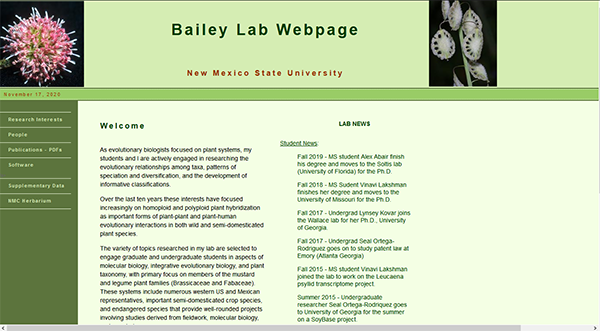 Bailey Lab Webpage
New Mexico State University
November 17, 2020
Research Interests
People
Publications - PDFs
Software
Supplementary Data
NMC Herbarium
Welcome
As evolutionary biologists focused on plant systems, my
students and I are actively engaged in researching the
evolutionary relationships among taxa, patterns of
speciation and diversification, and the development of
informative classifications.
Over the last ten years these interests have focused
increasingly on homoploid and polyploid plant hybridization
as important forms of plant-plant and plant-human
evolutionary interactions in both wild and semi-domesticated
plant species.
The variety of topics researched in my lab are selected to
engage graduate and undergraduate students in aspects of
molecular biology, integrative evolutionary biology, and plant
taxonomy, with primary focus on members of the mustard
and legume plant families (Brassicaceae and Fabaceae).
These systems include numerous western US and Mexican
representatives, important semi-domesticated crop species,
and endangered species that provide well-rounded projects
involving studies derived from fieldwork, molecular biology,
LAB NEWS
Student News:
Fall 2019 - MS student Alex Abair finish
his degree and moves to the Soltis lab
(University of Florida) for the Ph.D.
Fall 2018 - MS Sudent Vinavi Lakshman
finishes her degree and moves to the
University of Missouri for the Ph.D.
Fall 2017 - Undergrad Lynsey Kovar joins
the Wallace lab for her Ph.D., University
of Georgia.
Fall 2017 - Undergrad Seal Ortega-
Rodriguez goes on to study patent law at
Emory (Atlanta Georgia)
Fall 2015 - MS student Vinavi Lakshman
joined the lab to work on the Leucaena
psyllid transcriptome project.
Summer 2015 - Undergraduate
researcher Seal Ortega-Rodriquez goes
to University of Georgia for the summer
on a SoyBase project.